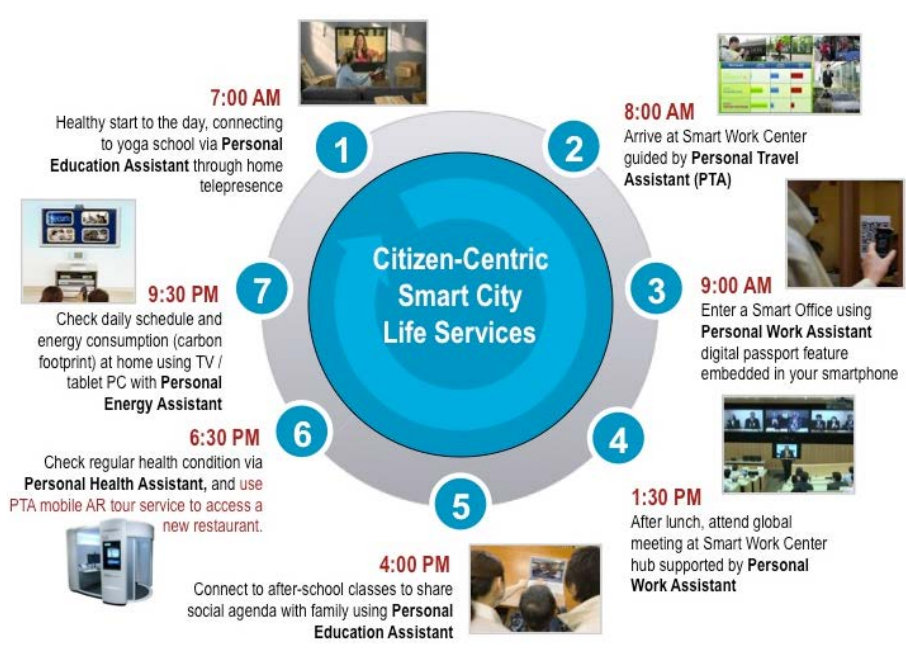 Citizen-Centric
Smart City
Life Services
1
7:00 AM
Healthy start to the day, connecting
to yoga school via Personal
Education Assistant through home
telepresence
2
8:00 AM
Arrive at Smart Work Center
guided by Personal Travel
Assistant (PTA)
3
9:00 AM
Enter a Smart Office using
Personal Work Assistant
digital passport feature
embedded in your smartphone
4
1:30 PM
After lunch, attend global
meeting at Smart Work Center
hub supported by Personal
Work Assistant
5
4:00 PM
Connect to after-school classes to share
social agenda with family using Personal
Education Assistant
6
6:30 PM
Check regular health condition via
Personal Health Assistant, and use
PTA mobile AR tour service to access a
new restaurant.
7
9:30 PM
Check daily schedule and
energy consumption (carbon
footprint) at home using TV /
tablet PC with Personal
Energy Assistant